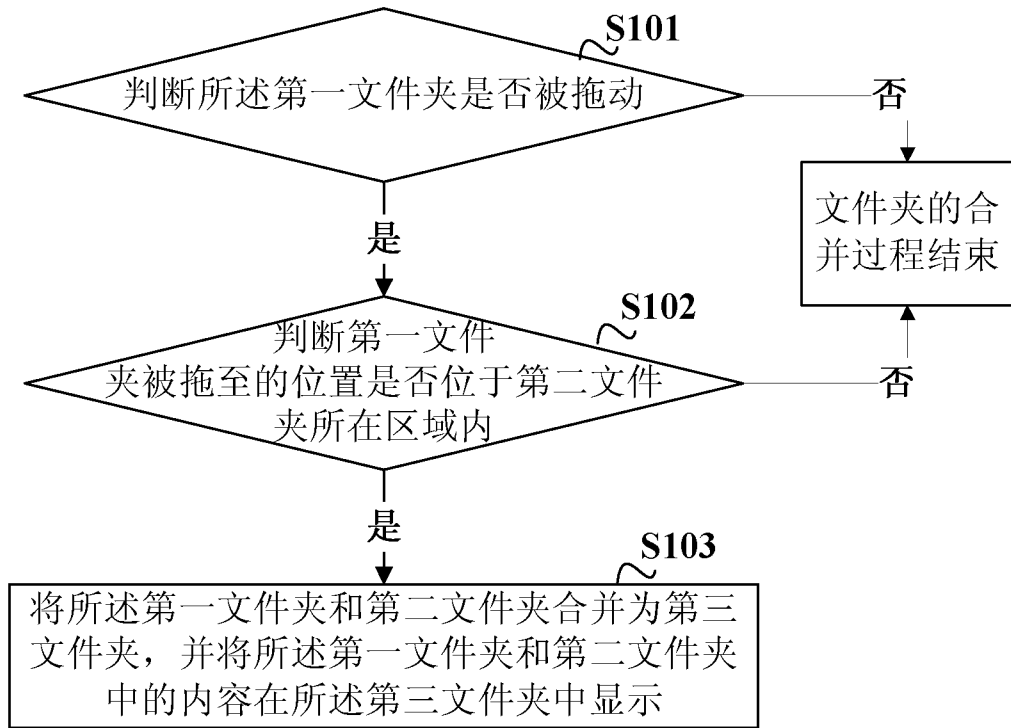 S101
判断所述第一文件夹是否被拖动
否
文件夹的合
并过程结束
是
S102
判断第一文件
夹被拖至的位置是否位于第二文件
夹所在区域内
否
是
S103
将所述第一文件夹和第二文件夹合并为第三
文件夹，并将所述第一文件夹和第二文件夹
中的内容在所述第三文件夹中显示